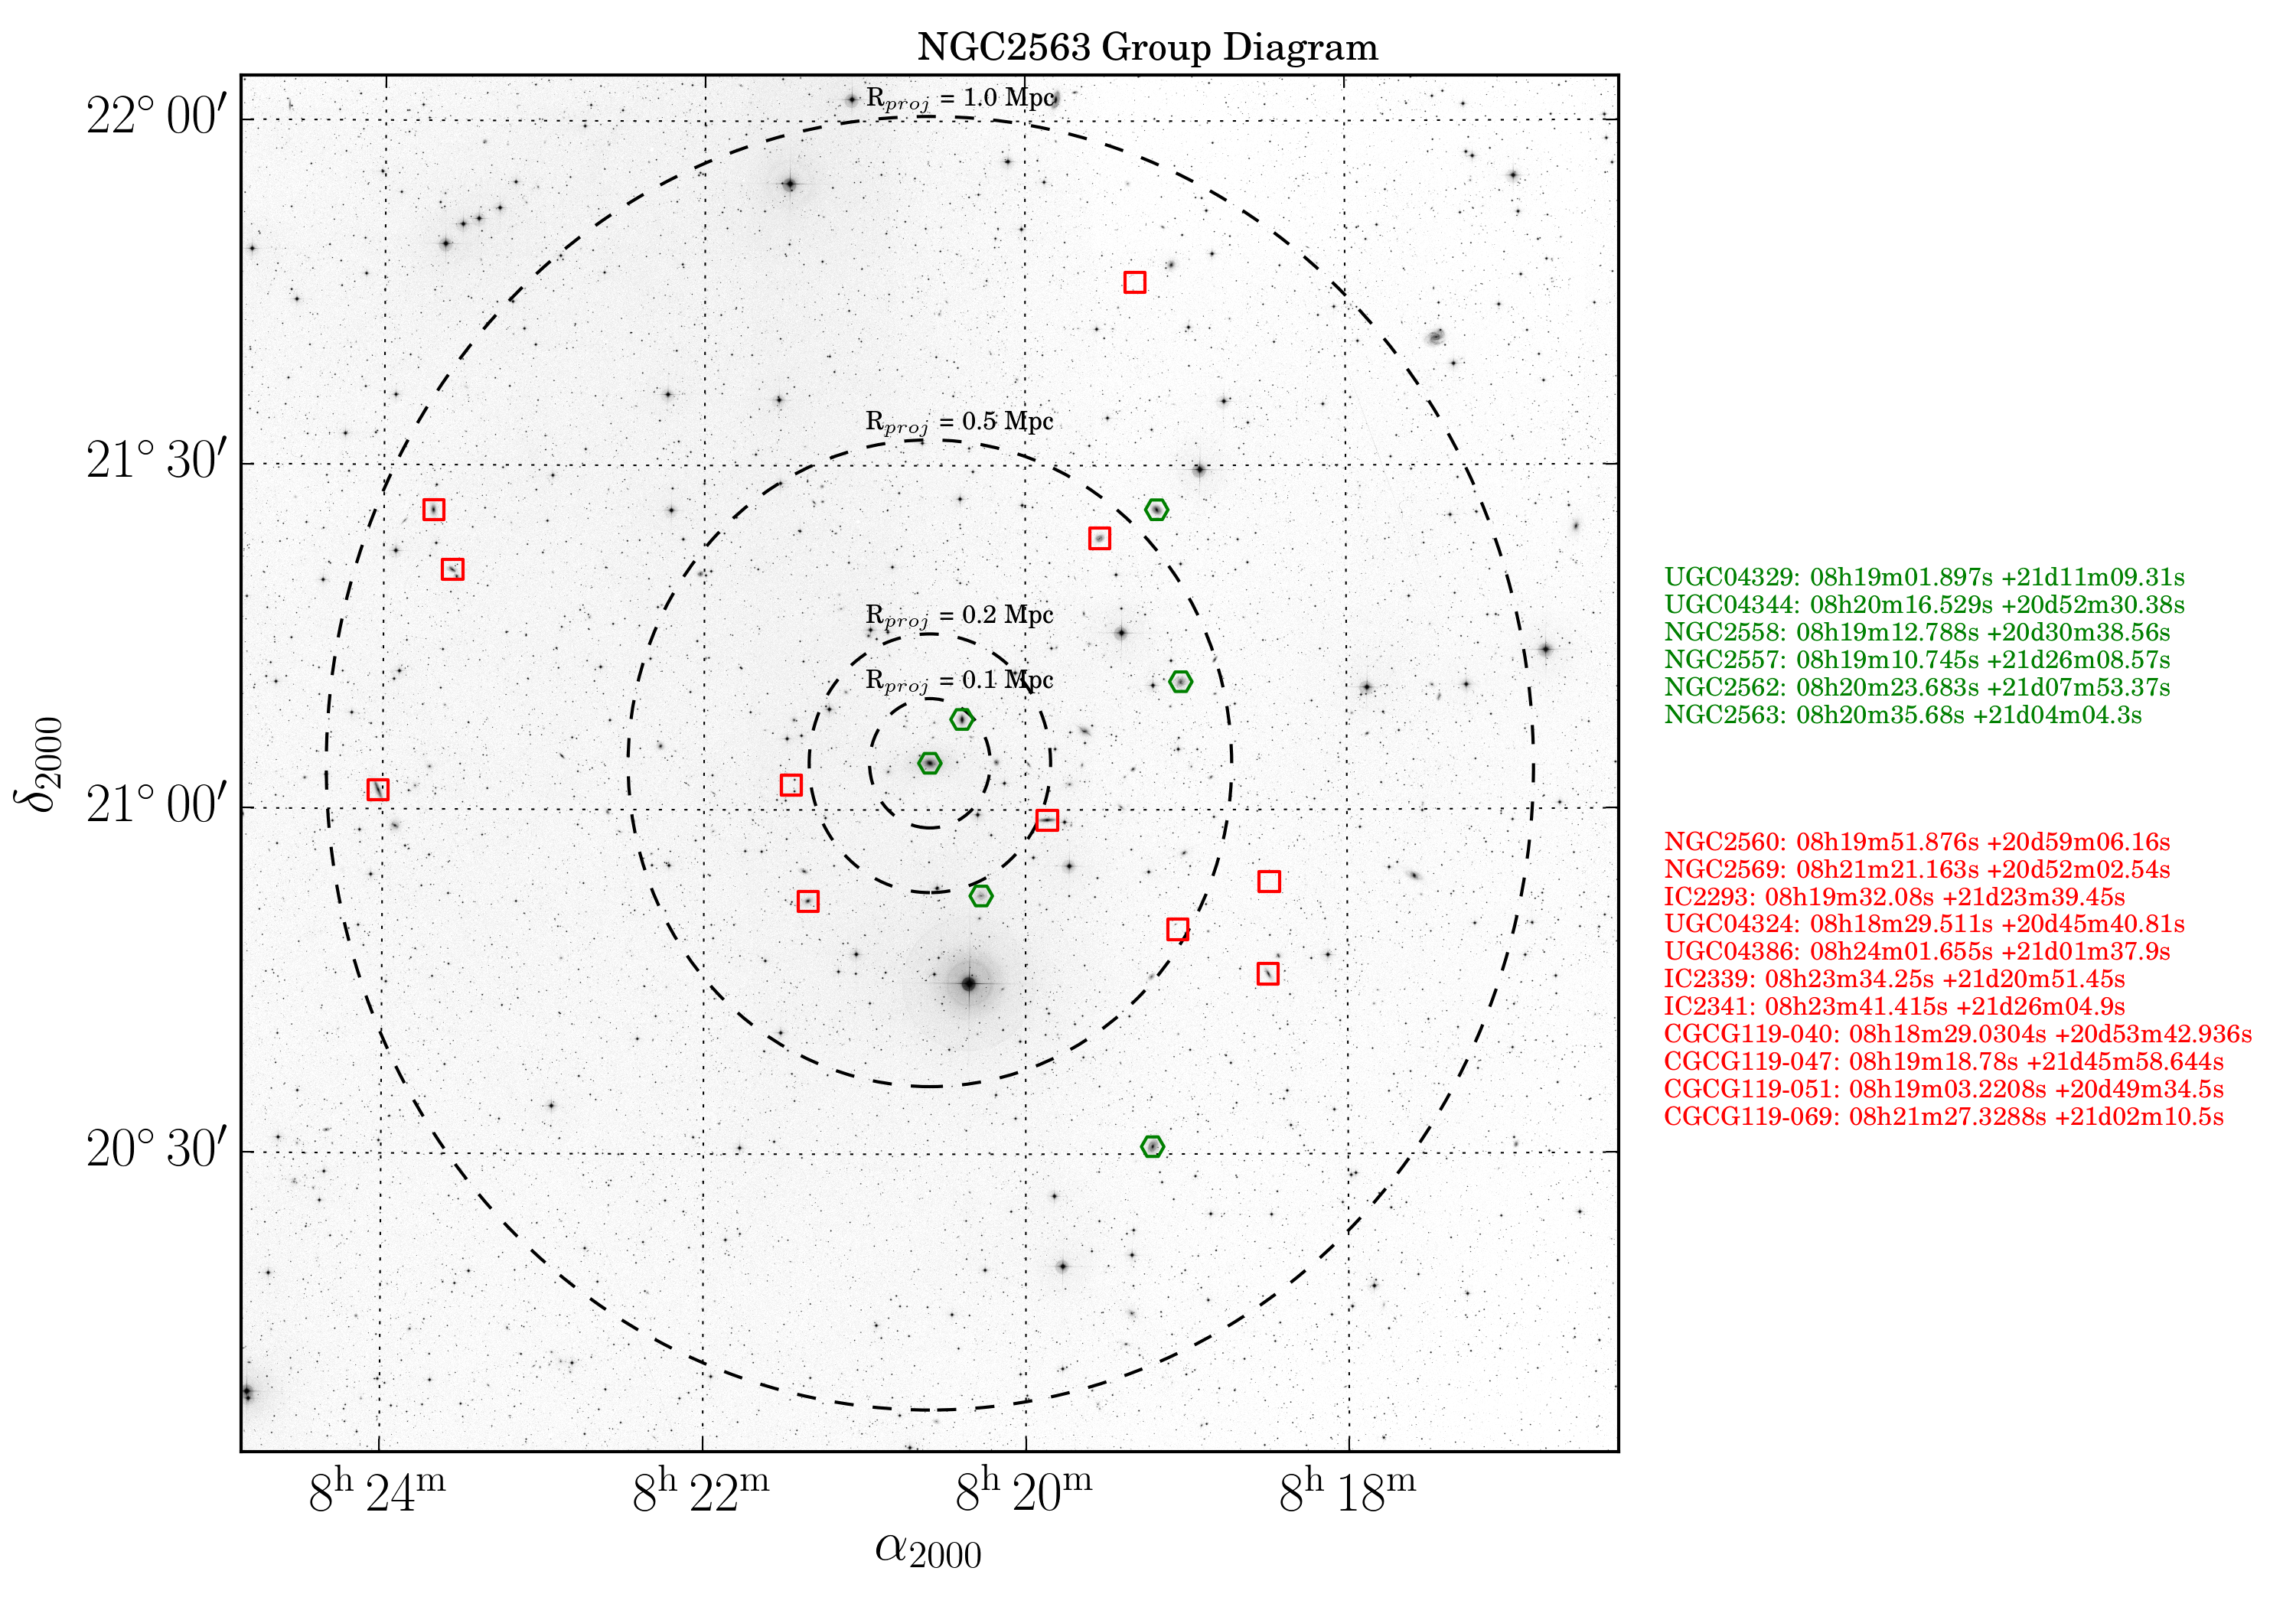 NGC2563 Group Diagram
22° 00′
R_proj = 1.0 Mpc
21° 30′
R_proj = 0.5 Mpc
R_proj = 0.2 Mpc
R_proj = 0.1 Mpc
21° 00′
20° 30′
δ2000
8h 24m
8h 22m
8h 20m
8h 18m
α2000
UGC04329: 08h19m01.897s +21d11m09.31s
UGC04344: 08h20m16.529s +20d52m30.38s
NGC2558: 08h19m12.788s +20d30m38.56s
NGC2557: 08h19m10.745s +21d26m08.57s
NGC2562: 08h20m23.683s +21d07m53.37s
NGC2563: 08h20m35.68s +21d04m04.3s
NGC2560: 08h19m51.876s +20d59m06.16s
NGC2569: 08h21m21.163s +20d52m02.54s
IC2293: 08h19m32.08s +21d23m39.45s
UGC04324: 08h18m29.511s +20d45m40.81s
UGC04386: 08h24m01.655s +21d01m37.9s
IC2339: 08h23m34.25s +21d20m51.45s
IC2341: 08h23m41.415s +21d26m04.9s
CGCG119-040: 08h18m29.0304s +20d53m42.936s
CGCG119-047: 08h19m18.78s +21d45m58.644s
CGCG119-051: 08h19m03.2208s +20d49m34.5s
CGCG119-069: 08h21m27.3288s +21d02m10.5s